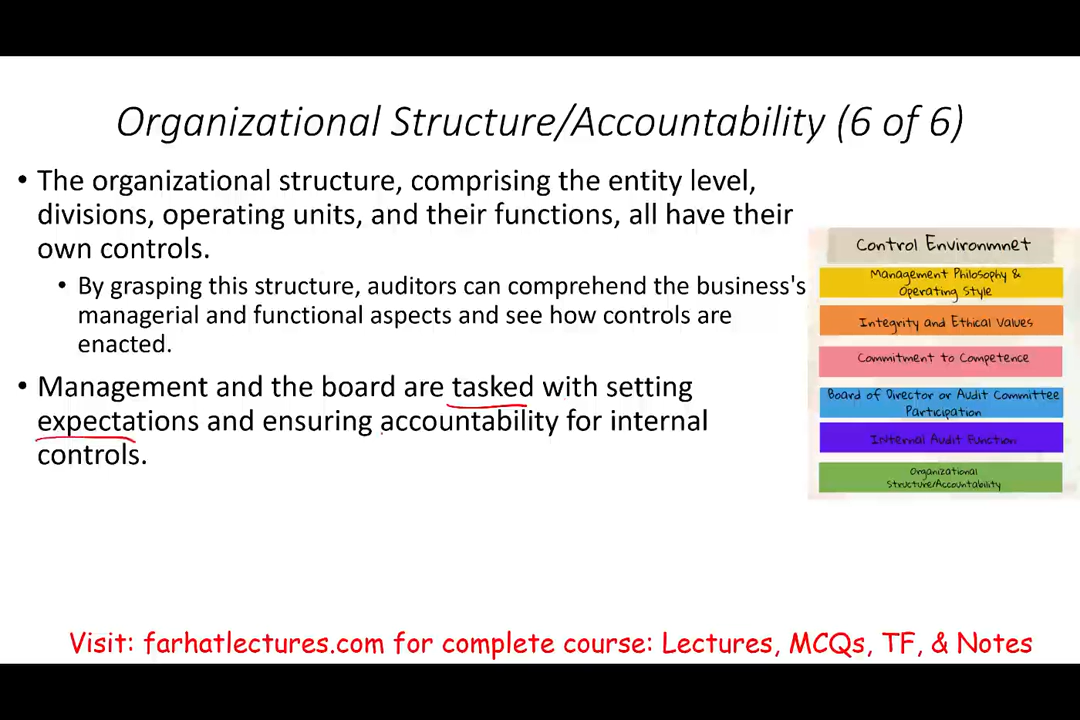 Organizational Structure/Accountability (6 of 6)
• The organizational structure, comprising the entity level,
divisions, operating units, and their functions, all have their
own controls.
• By grasping this structure, auditors can comprehend the business's
managerial and functional aspects and see how controls are
enacted.
• Management and the board are tasked with setting
expectations and ensuring accountability for internal
controls.
Control Environmnet
Management Philosophy &
Operating Style
Integrity and Ethical Values
Commitment to Competence
Board of Director or Audit Committee
Participation
Internal Audit Function
Organizational
Structure/Accountability
Visit: farhatlectures.com for complete course: Lectures, MCQs, TF, & Notes